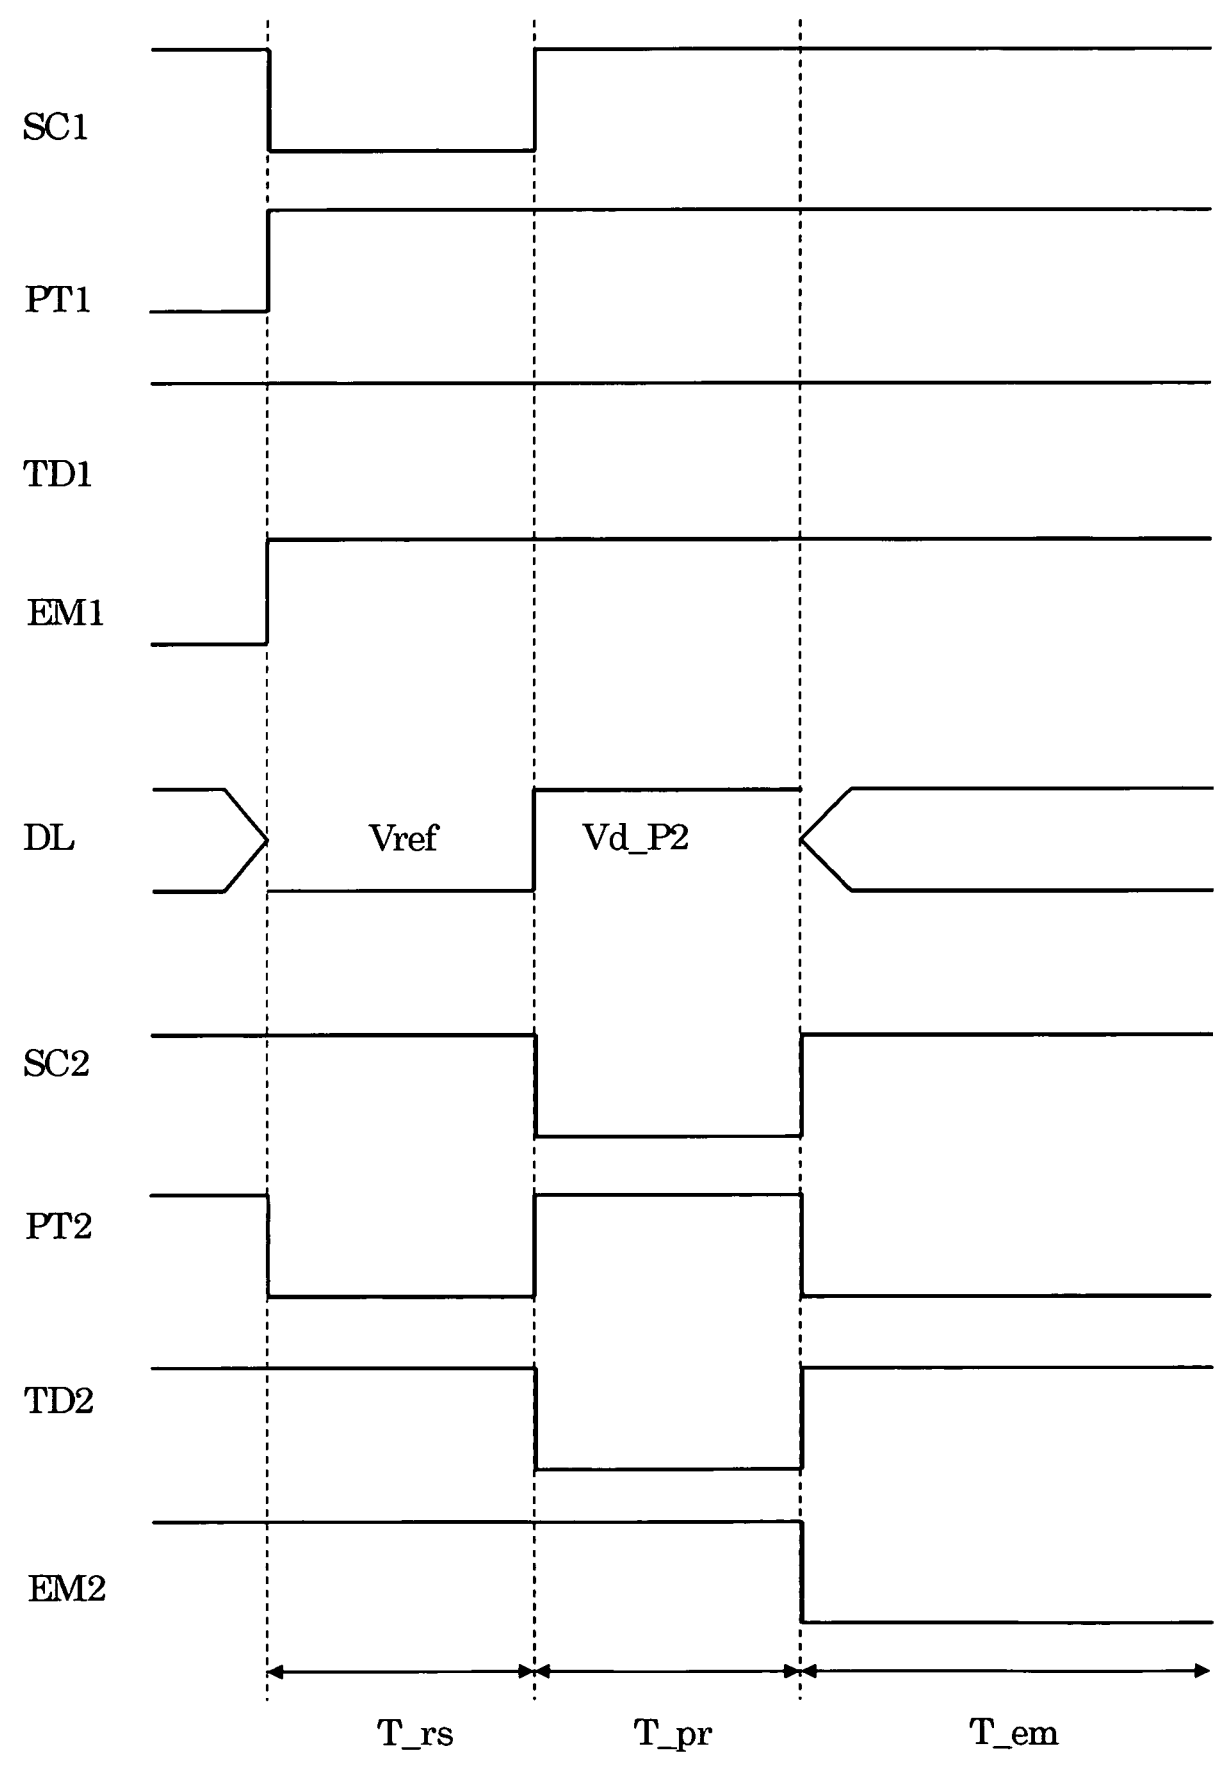 SC1
PT1
TD1
EM1
DL Vref Vd_P2
SC2
PT2
TD2
EM2
T_rs T_pr T_em